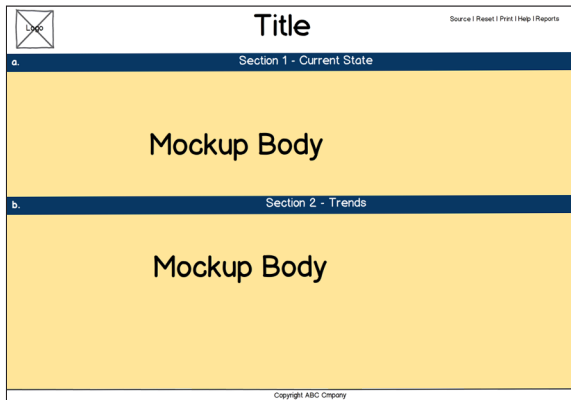 Logo
Title
Source | Reset | Print | Help | Reports
a.
Section 1 - Current State
Mockup Body
b.
Section 2 - Trends
Mockup Body
Copyright ABC Cmpany